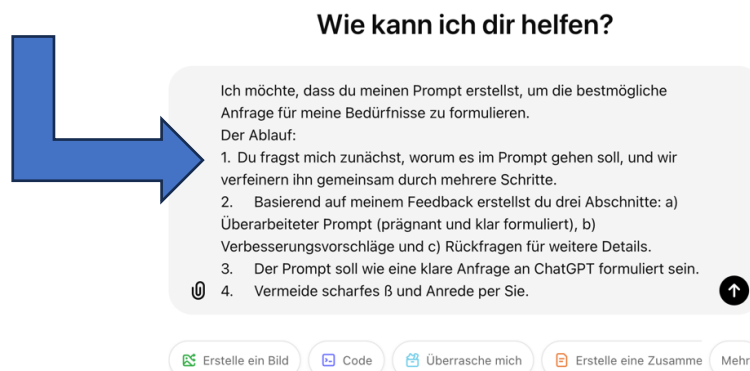 Wie kann ich dir helfen?
Ich möchte, dass du meinen Prompt erstellst, um die bestmögliche
Anfrage für meine Bedürfnisse zu formulieren.
Der Ablauf:
1. Du fragst mich zunächst, worum es im Prompt gehen soll, und wir
verfeinern ihn gemeinsam durch mehrere Schritte.
2. Basierend auf meinem Feedback erstellst du drei Abschnitte: a)
Überarbeiteter Prompt (prägnant und klar formuliert), b)
Verbesserungsvorschläge und c) Rückfragen für weitere Details.
3. Der Prompt soll wie eine klare Anfrage an ChatGPT formuliert sein.
4. Vermeide scharfes ß und Anrede per Sie.
Erstelle ein Bild Code Überrasche mich Erstelle eine Zusamme Mehr